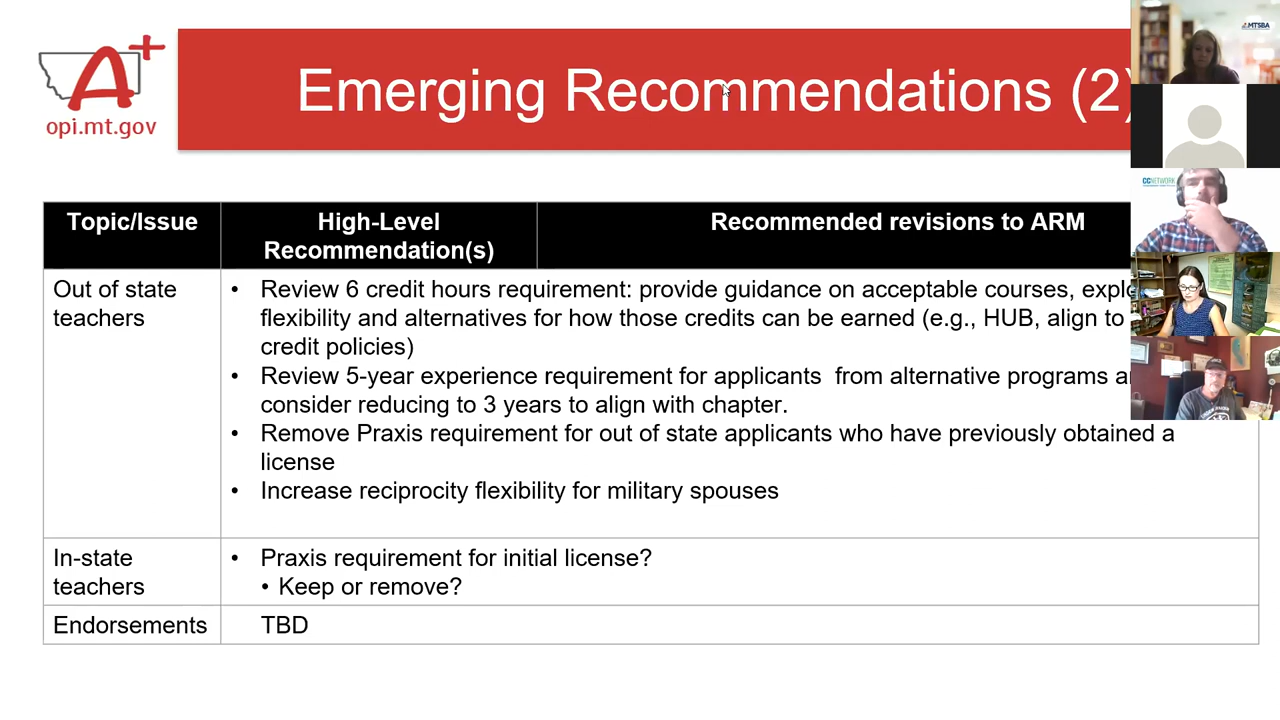 MTSBA
A+
opi.mt.gov
Emerging Recommendations (2)
CCNETWORK
Topic/Issue
High-Level
Recommendation(s)
Recommended revisions to ARM
Out of state
teachers
• Review 6 credit hours requirement: provide guidance on acceptable courses,
flexibility and alternatives for how those credits can be earned (e.g., HUB, align to
credit policies)
• Review 5-year experience requirement for applicants from alternative programs
consider reducing to 3 years to align with chapter.
• Remove Praxis requirement for out of state applicants who have previously obtained a
license
• Increase reciprocity flexibility for military spouses
In-state
teachers
• Praxis requirement for initial license?
• Keep or remove?
Endorsements
TBD